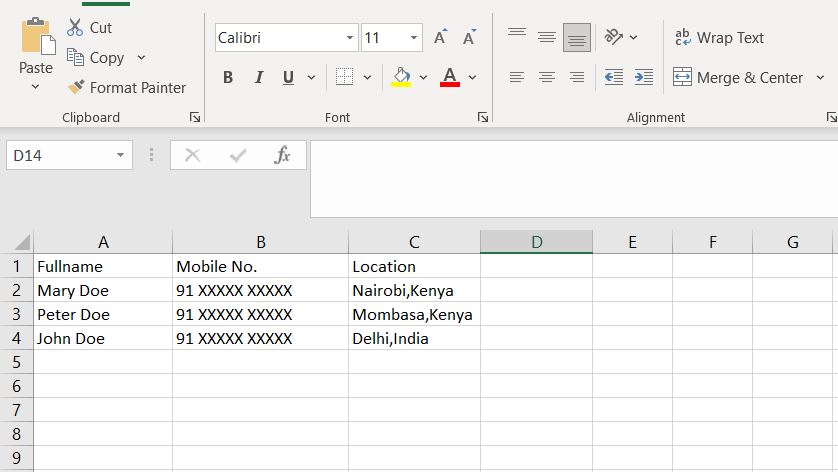 Cut
Calibri 11 A A ab Wrap Text
Paste Copy
Format Painter B I U A Merge & Center
Clipboard Font Alignment
D14 fx
A B C D E F G
1 Fullname Mobile No. Location
2 Mary Doe 91 XXXXX XXXXX Nairobi,Kenya
3 Peter Doe 91 XXXXX XXXXX Mombasa,Kenya
4 John Doe 91 XXXXX XXXXX Delhi,India
5
6
7
8
9